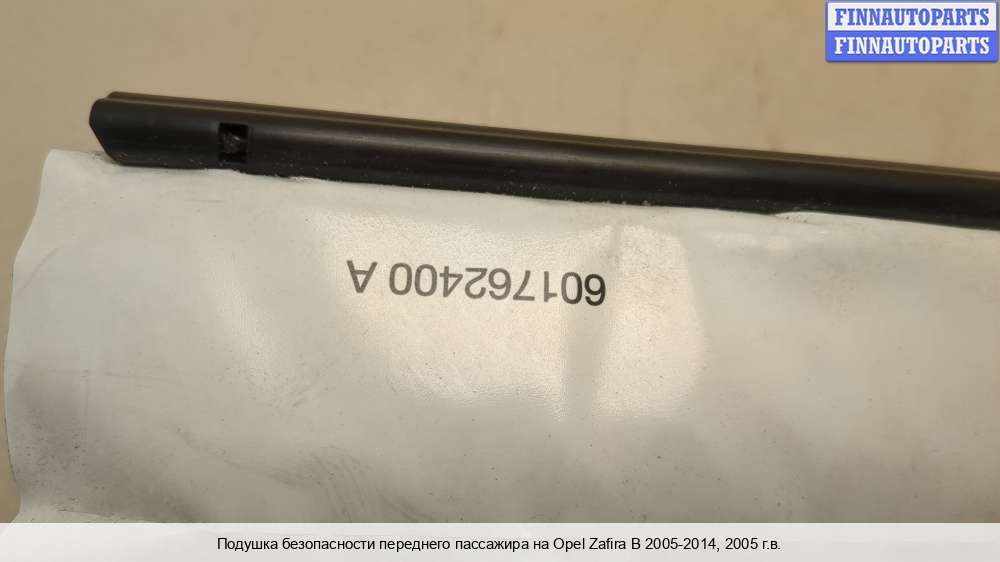 FINNAUTOPARTS
FINNAUTOPARTS
601762400 A
Подушка безопасности переднего пассажира на Opel Zafira B 2005-2014, 2005 г.в.